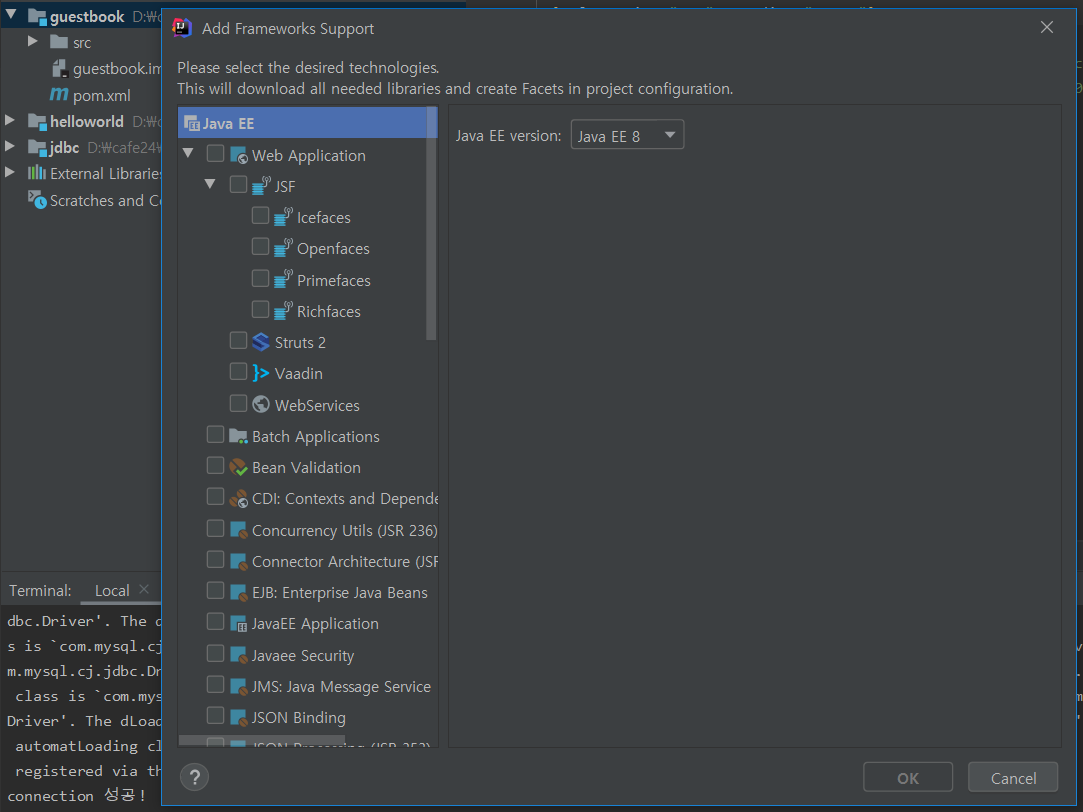 guestbook D:₩c
Add Frameworks Support
src
guestbook.im
pom.xml
helloworld D:₩c
jdbc D:₩cafe24₩
External Libraries
Scratches and Co
Please select the desired technologies.
This will download all needed libraries and create Facets in project configuration.
Java EE
Java EE version: Java EE 8
Web Application
JSF
Icefaces
Openfaces
Primefaces
Richfaces
Struts 2
Vaadin
WebServices
Batch Applications
Bean Validation
CDI: Contexts and Depende
Concurrency Utils (JSR 236)
Connector Architecture (JSR
EJB: Enterprise Java Beans
JavaEE Application
Javaee Security
JMS: Java Message Service
JSON Binding
JSON Processing (JSR 353)
Terminal: Local
dbc.Driver'. The d
s is `com.mysql.cj
m.mysql.cj.jdbc.Dr
class is `com.mys
Driver'. The dLoad
automatLoading cl
registered via th
connection 성공!
?
OK
Cancel